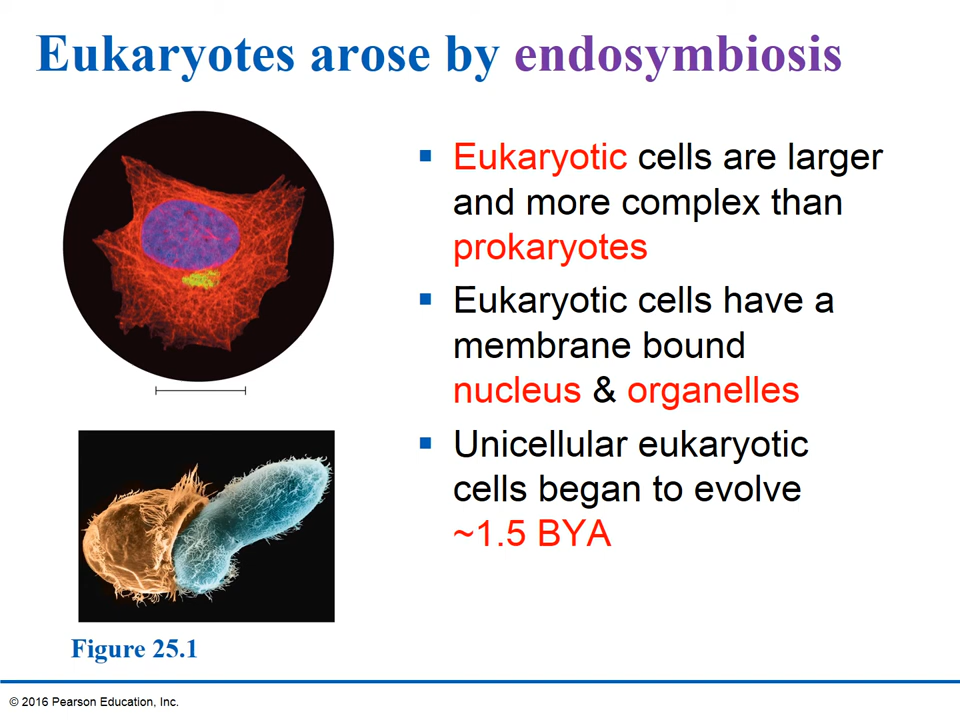 Eukaryotes arose by endosymbiosis
Eukaryotic cells are larger
and more complex than
prokaryotes
Eukaryotic cells have a
membrane bound
nucleus & organelles
Unicellular eukaryotic
cells began to evolve
~1.5 BYA
Figure 25.1
© 2016 Pearson Education, Inc.